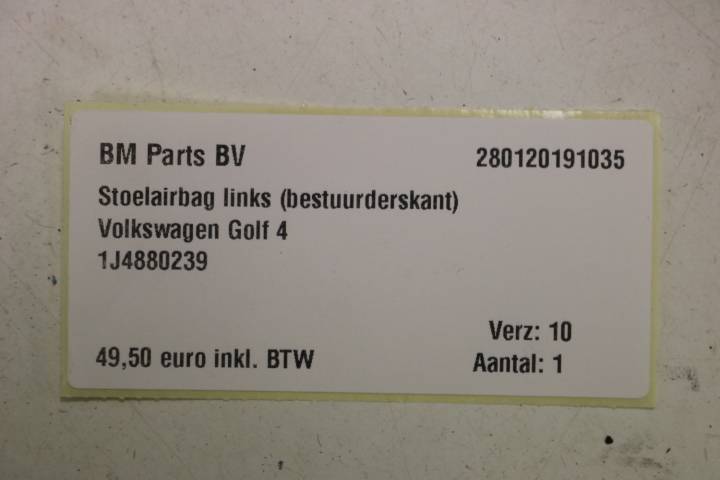 BM Parts BV 280120191035
Stoelairbag links (bestuurderskant)
Volkswagen Golf 4
1J4880239
Verz: 10
49,50 euro inkl. BTW Aantal: 1